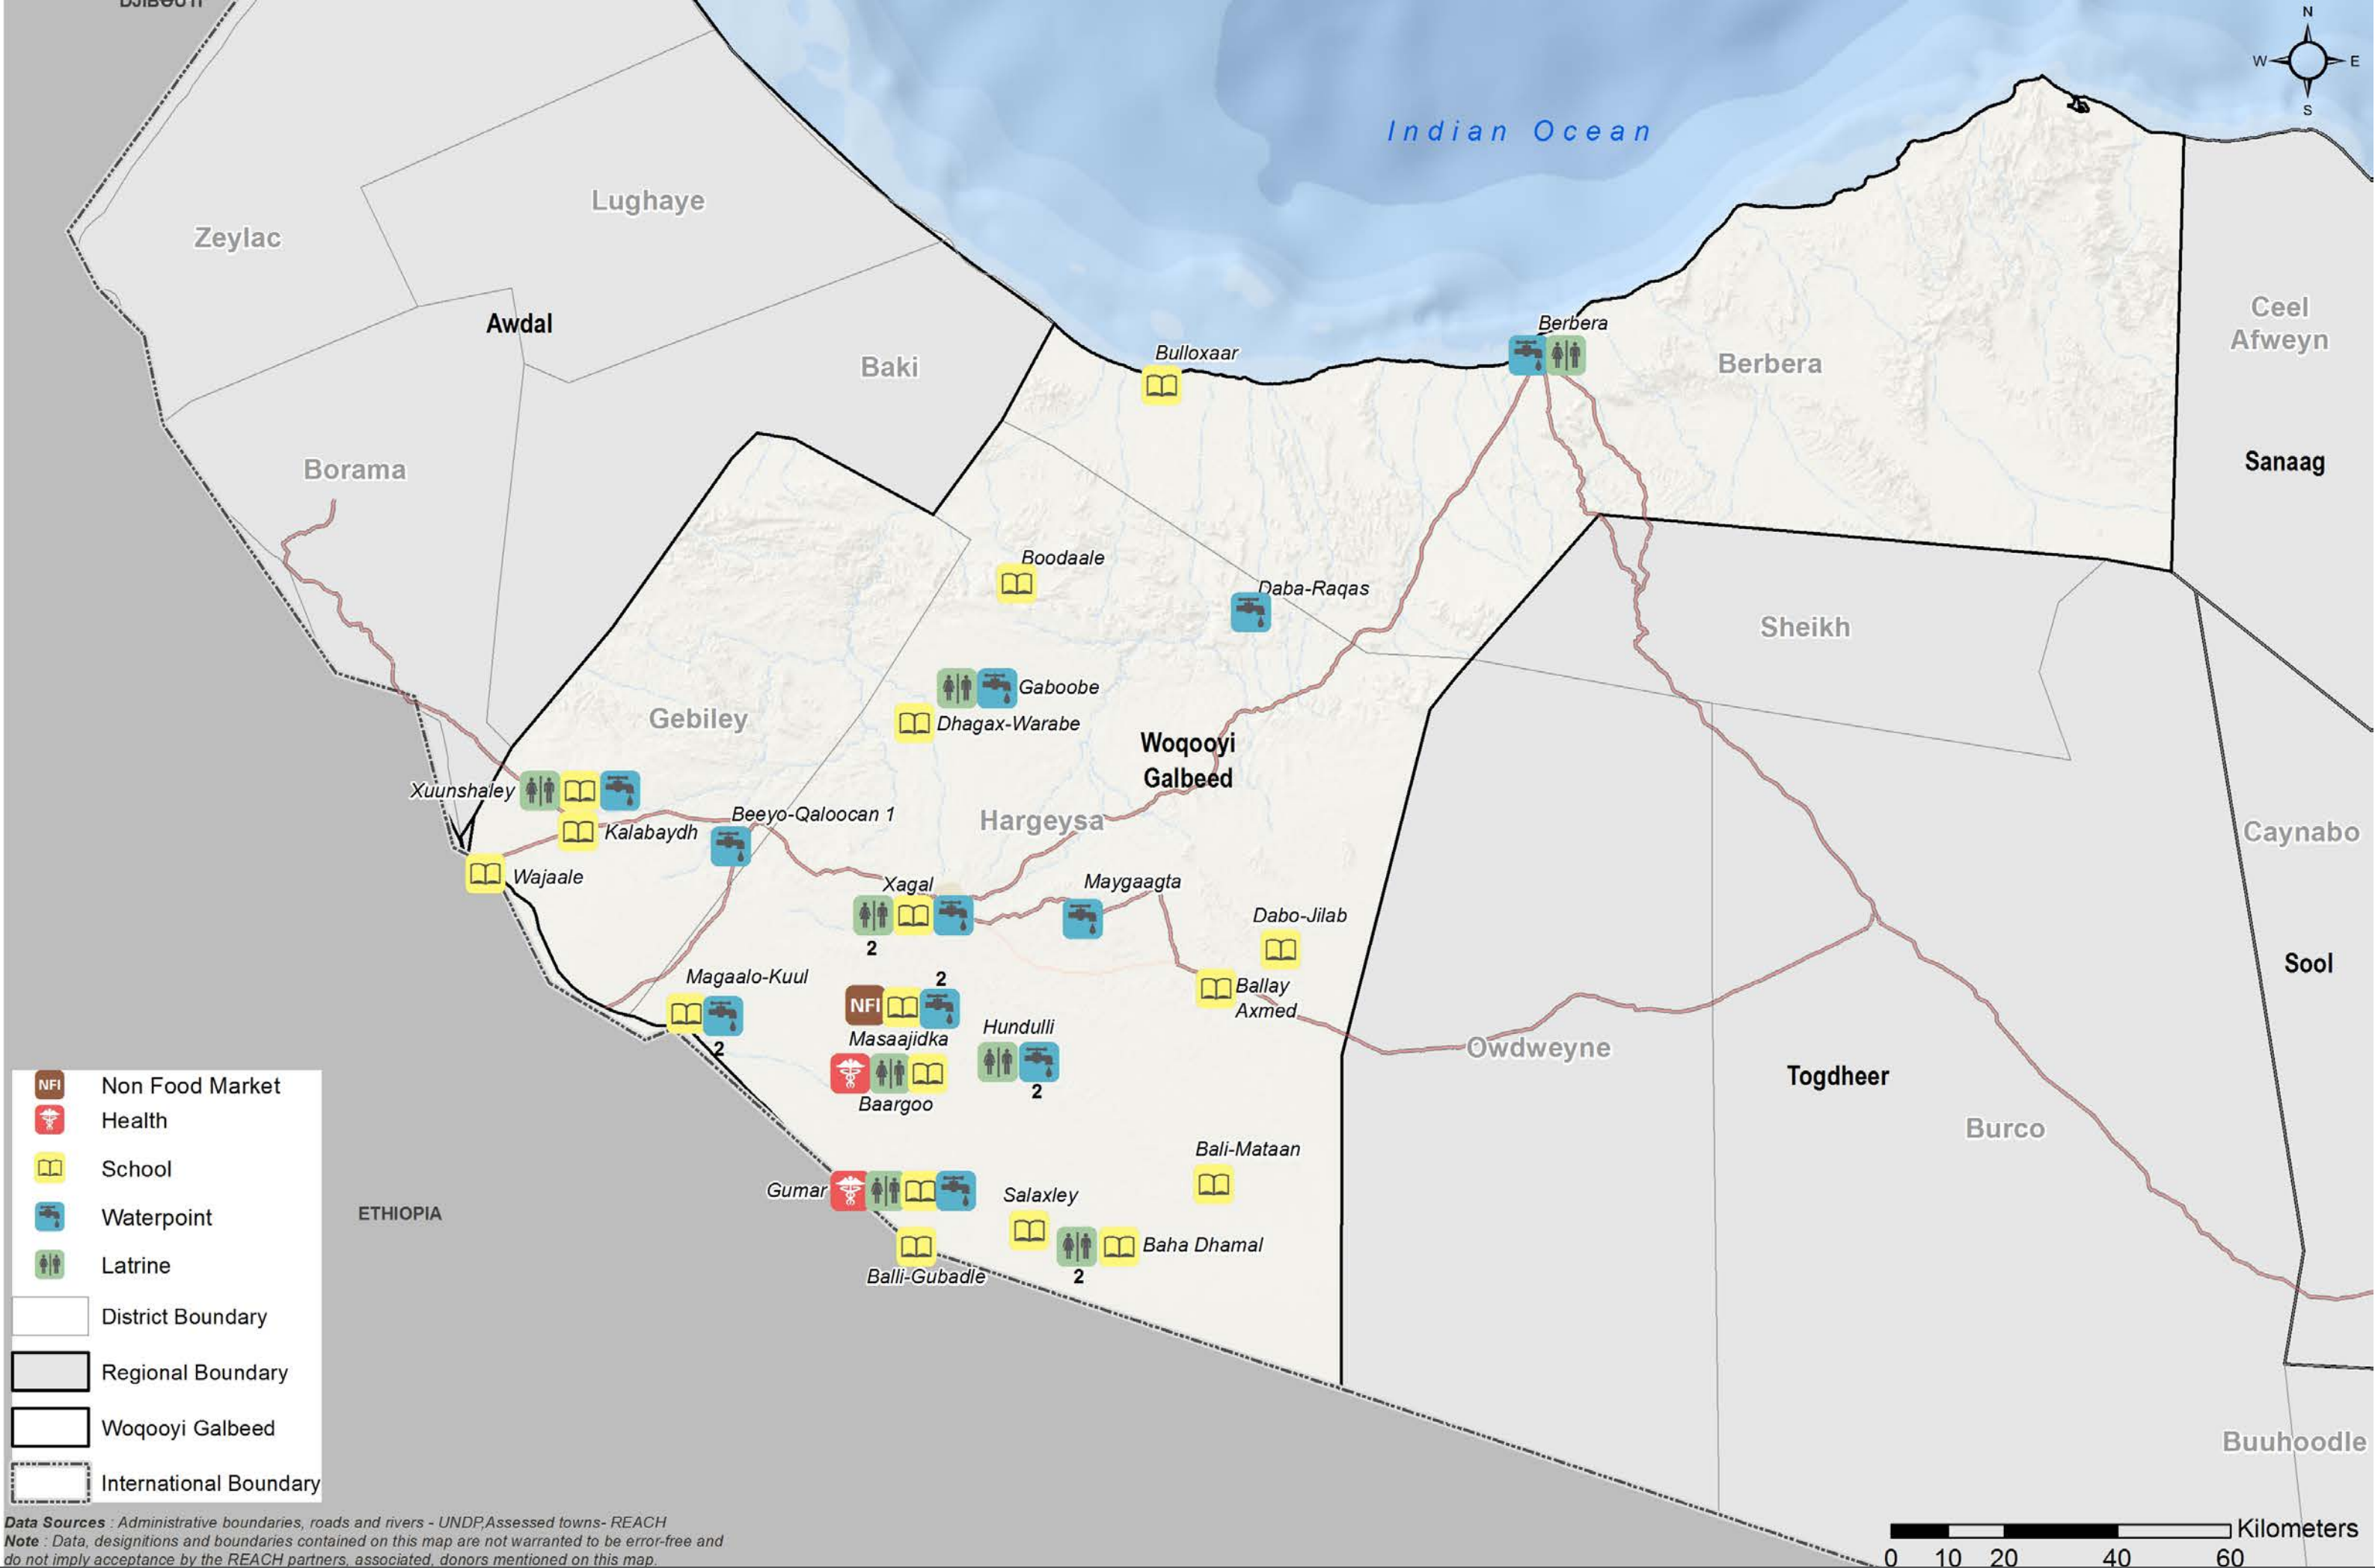 DJIBOUTI
N
W
E
S
Indian Ocean
Zeylac
Lughaye
Awdal
Baki
Borama
Bulloxaar
Berbera
Berbera
Ceel
Afweyn
Sanaag
Boodaale
Daba-Raqas
Sheikh
Gebiley
Gaboobe
Dhagax-Warabe
Woqooyi
Galbeed
Xuunshaley
Kalabaydh
Beeyo-Qaloocan 1
Hargeysa
Caynabo
Wajaale
Xagal
2
Maygaagta
Dabo-Jilab
Ballay
Axmed
Sool
Magaalo-Kuul
2
2
NFI
Masaajidka
Hundulli
2
Baargoo
Owdweyne
Togdheer
Burco
Bali-Mataan
Gumar
Salaxley
Baha Dhamal
2
Balli-Gubadle
ETHIOPIA
Buuhoodle
NFI Non Food Market
Health
School
Waterpoint
Latrine
District Boundary
Regional Boundary
Woqooyi Galbeed
International Boundary
Data Sources : Administrative boundaries, roads and rivers - UNDP,Assessed towns- REACH
Note : Data, designitions and boundaries contained on this map are not warranted to be error-free and
do not imply acceptance by the REACH partners, associated, donors mentioned on this map.
Kilometers
0 10 20 40 60